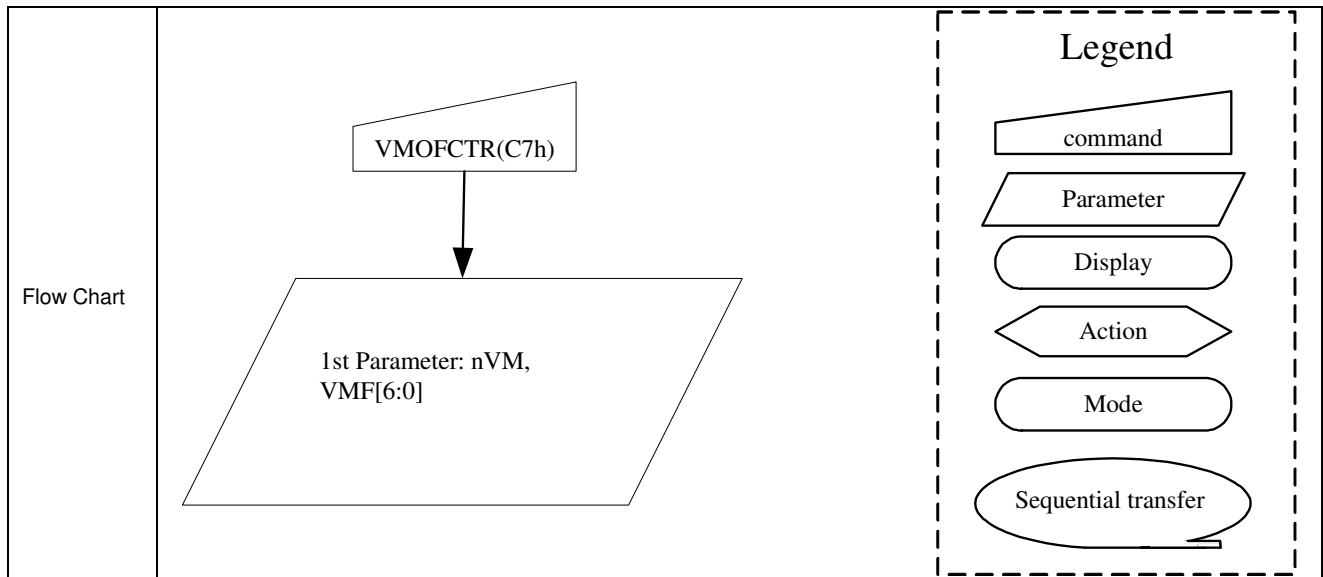 Flow Chart
VMOFCTR(C7h)
1st Parameter: nVM,
VMF[6:0]
Legend
command
Parameter
Display
Action
Mode
Sequential transfer